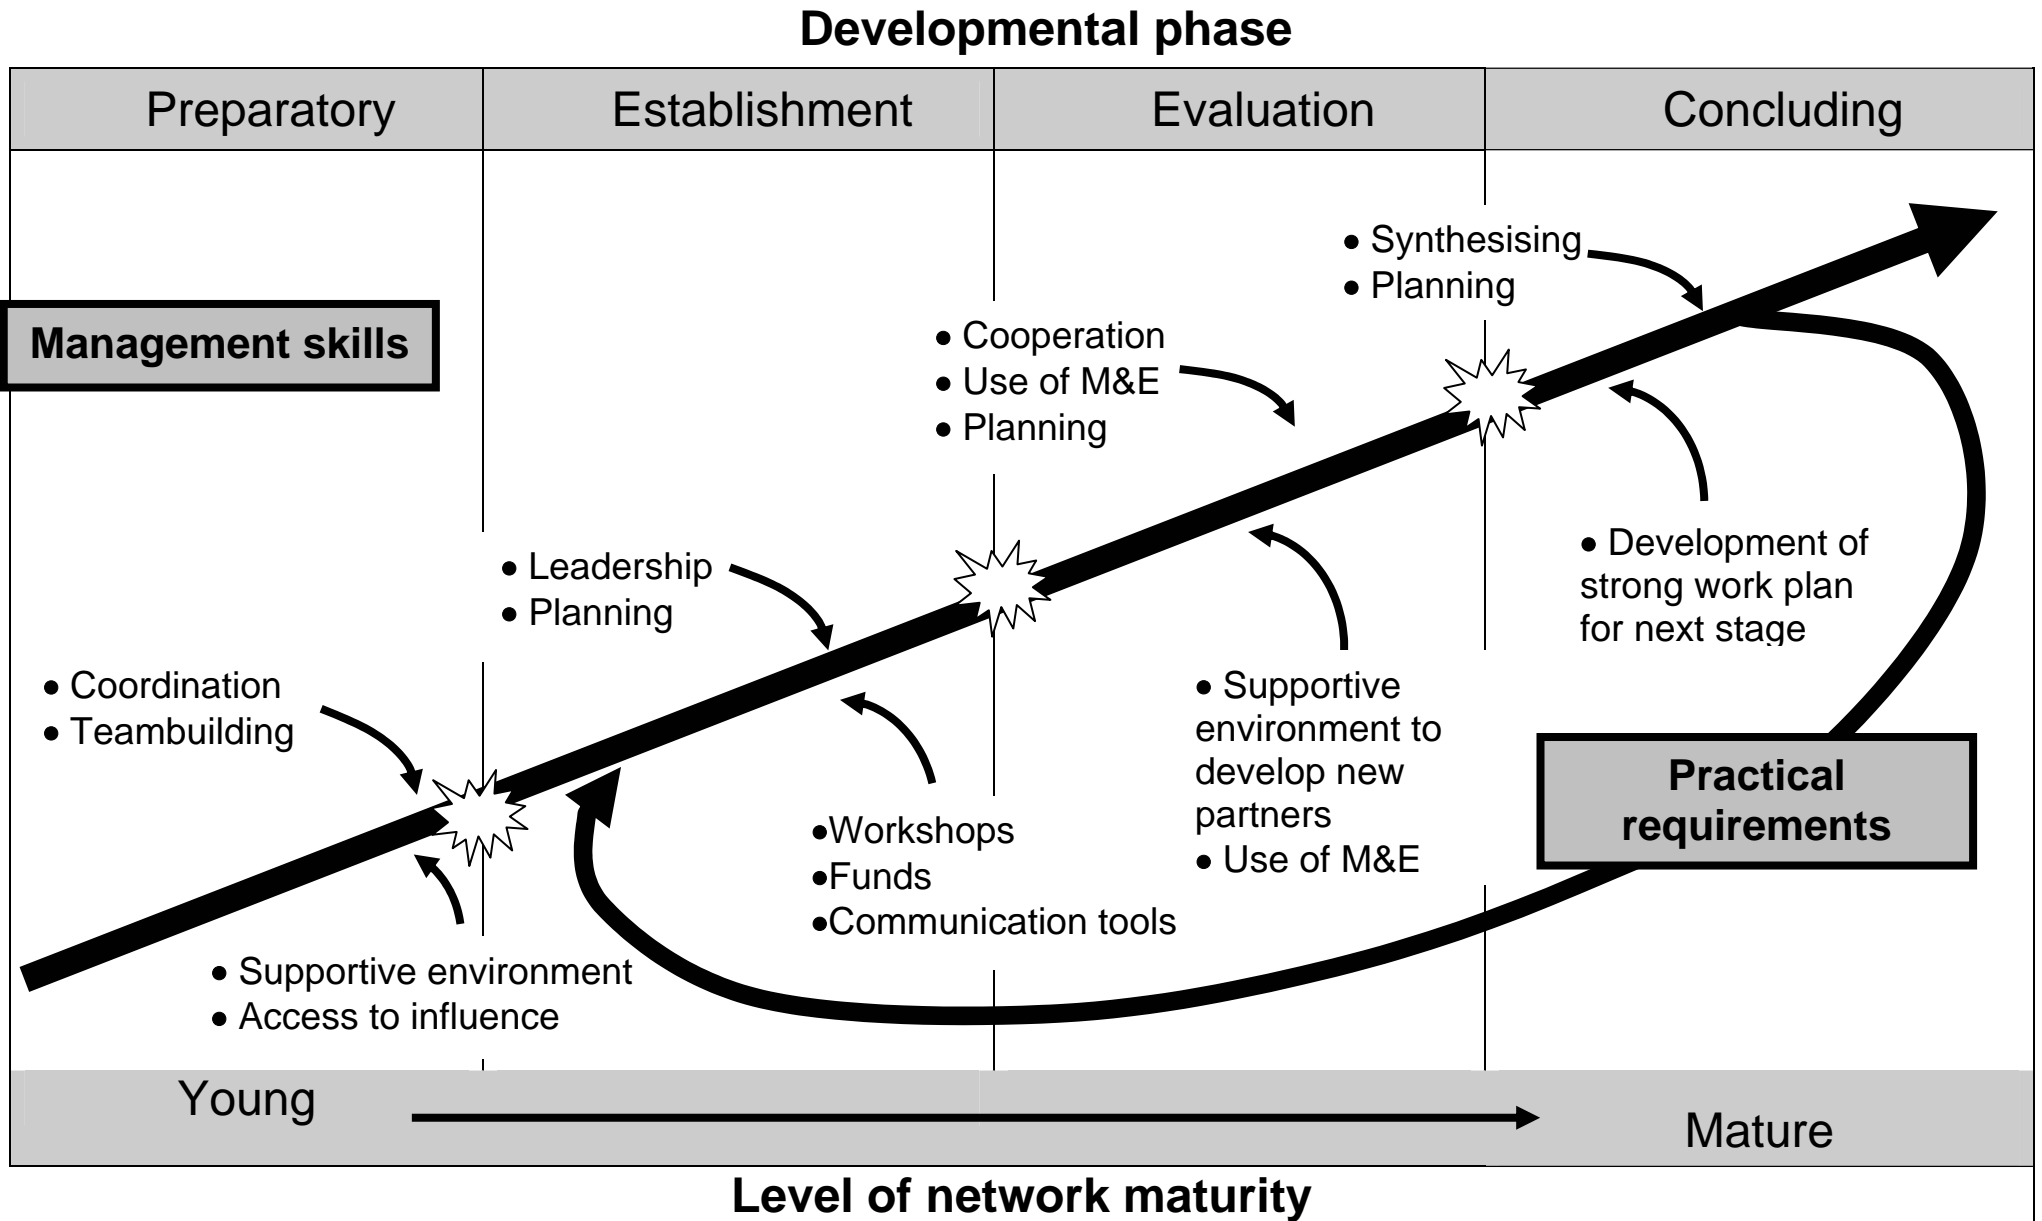 Developmental phase
Preparatory
Establishment
Evaluation
Concluding
• Synthesising
• Planning
Management skills
• Cooperation
• Use of M&E
• Planning
• Leadership
• Planning
• Development of
strong work plan
for next stage
• Coordination
• Teambuilding
• Supportive
environment to
develop new
partners
• Use of M&E
Practical
requirements
•Workshops
•Funds
•Communication tools
• Supportive environment
• Access to influence
Young
Mature
Level of network maturity